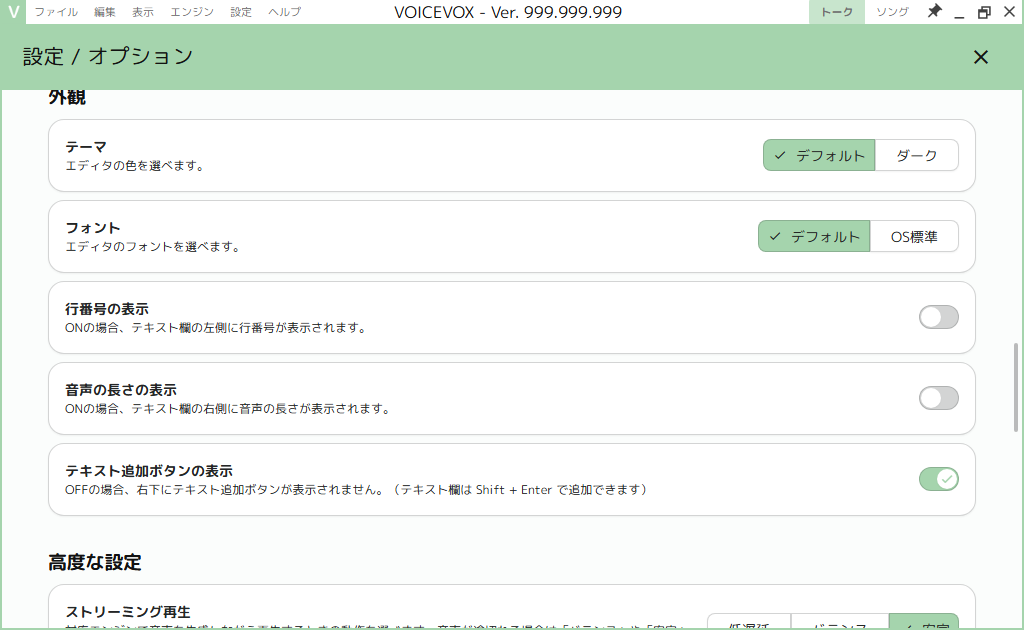 V ファイル 編集 表示 エンジン 設定 ヘルプ VOICEVOX - Ver. 999.999.999 トーク ソング
設定 / オプション
外観
テーマ
エディタの色を選べます。
デフォルト ダーク
フォント
エディタのフォントを選べます。
デフォルト OS標準
行番号の表示
ONの場合、テキスト欄の左側に行番号が表示されます。
音声の長さの表示
ONの場合、テキスト欄の右側に音声の長さが表示されます。
テキスト追加ボタンの表示
OFFの場合、右下にテキスト追加ボタンが表示されません。（テキスト欄は Shift + Enter で追加できます）
高度な設定
ストリーミング再生
低遅延 バランス 安定